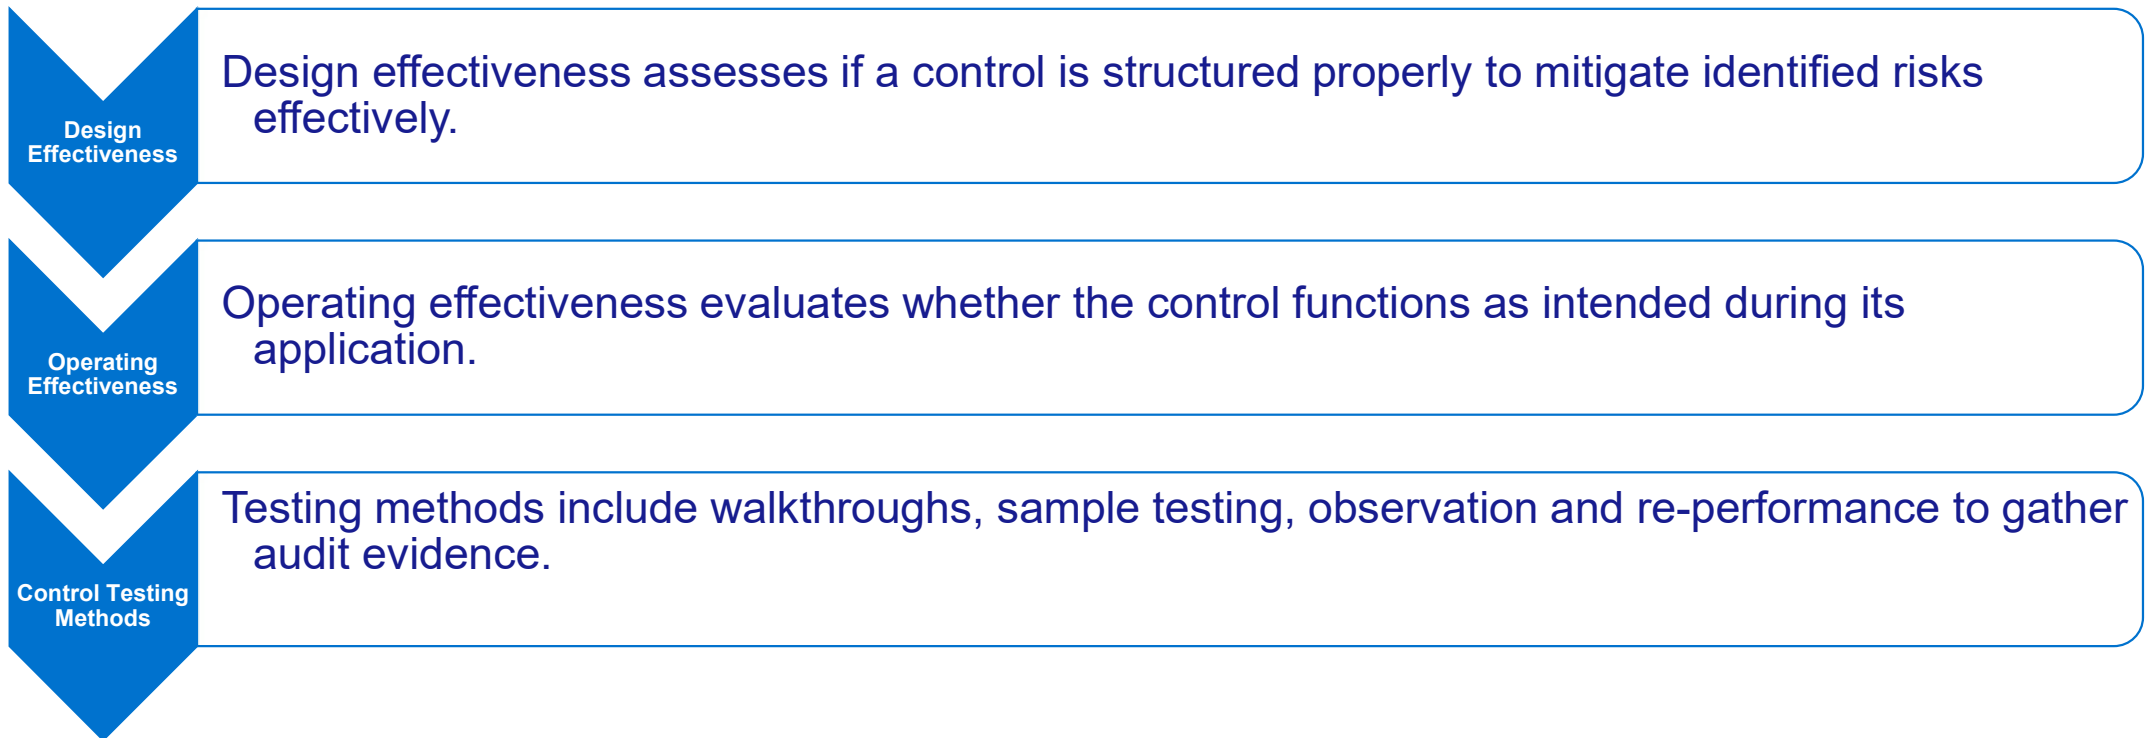 Design
Effectiveness
Design effectiveness assesses if a control is structured properly to mitigate identified risks
effectively.
Operating
Effectiveness
Operating effectiveness evaluates whether the control functions as intended during its
application.
Control Testing
Methods
Testing methods include walkthroughs, sample testing, observation and re-performance to gather
audit evidence.